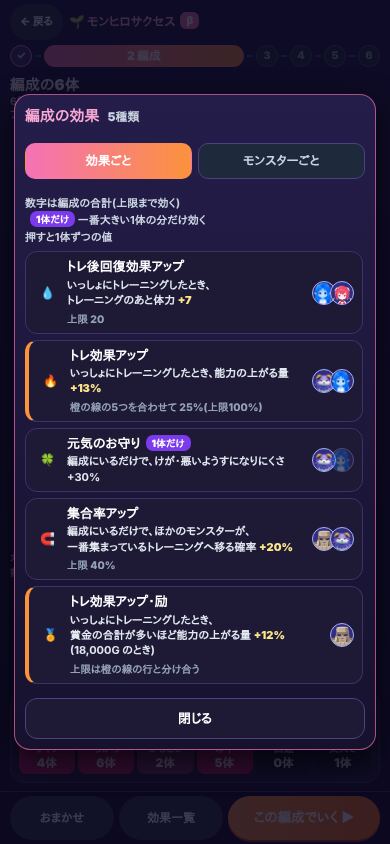 ← 戻る
🌱 モンヒロサクセス β
✓ 2 編成 3 4 5 6
編成の6体
編成の効果 5種類
効果ごと モンスターごと
数字は編成の合計(上限まで効く)
1体だけ 一番大きい1体の分だけ効く
押すと1体ずつの値
トレ後回復効果アップ
いっしょにトレーニングしたとき、
トレーニングのあと体力 +7
上限 20
トレ効果アップ
いっしょにトレーニングしたとき、能力の上がる量
+13%
橙の線の5つを合わせて 25%(上限100%)
元気のお守り 1体だけ
編成にいるだけで、けが・悪いようすになりにくさ
+30%
集合率アップ
編成にいるだけで、ほかのモンスターが、
一番集まっているトレーニングへ移る確率 +20%
上限 40%
トレ効果アップ・励
いっしょにトレーニングしたとき、
賞金の合計が多いほど能力の上がる量 +12%
(18,000G のとき)
上限は橙の線の行と分け合う
閉じる
4体 6体 2体 5体 0体 1体
おまかせ 効果一覧 この編成でいく ▶